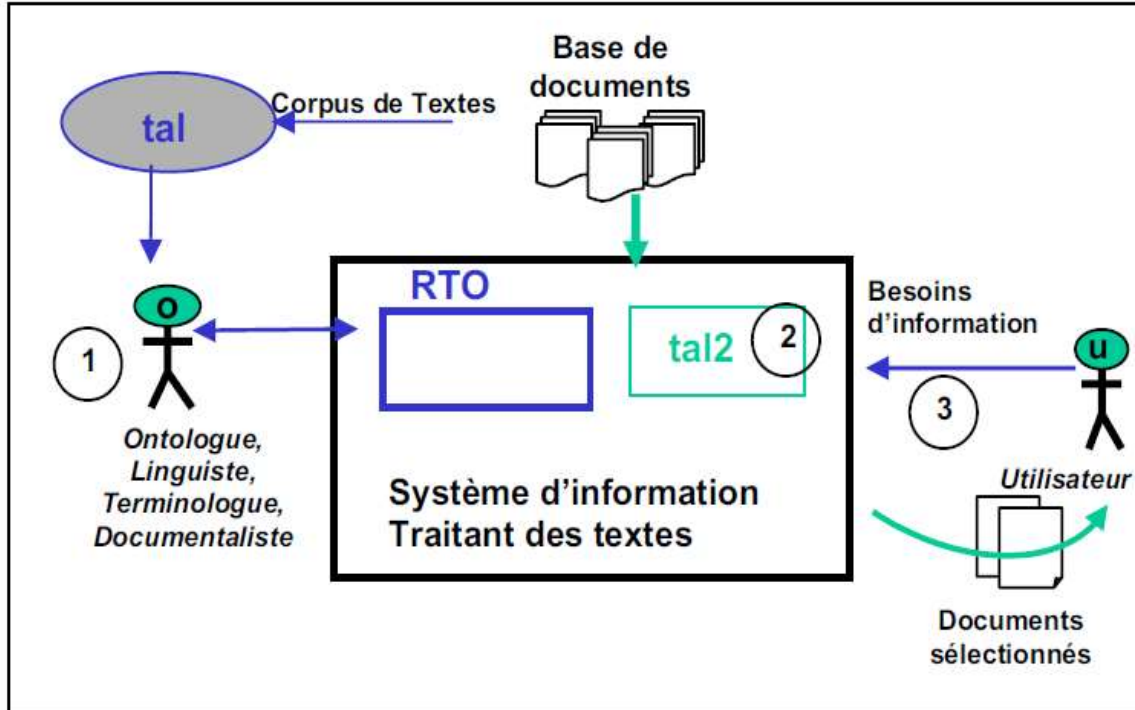 Base de
documents
Corpus de Textes
tal
RTO
tal2
2
Besoins
d'information
o
u
1
3
Ontologue,
Linguiste,
Terminologue,
Documentaliste
Utilisateur
Système d'information
Traitant des textes
Documents
sélectionnés